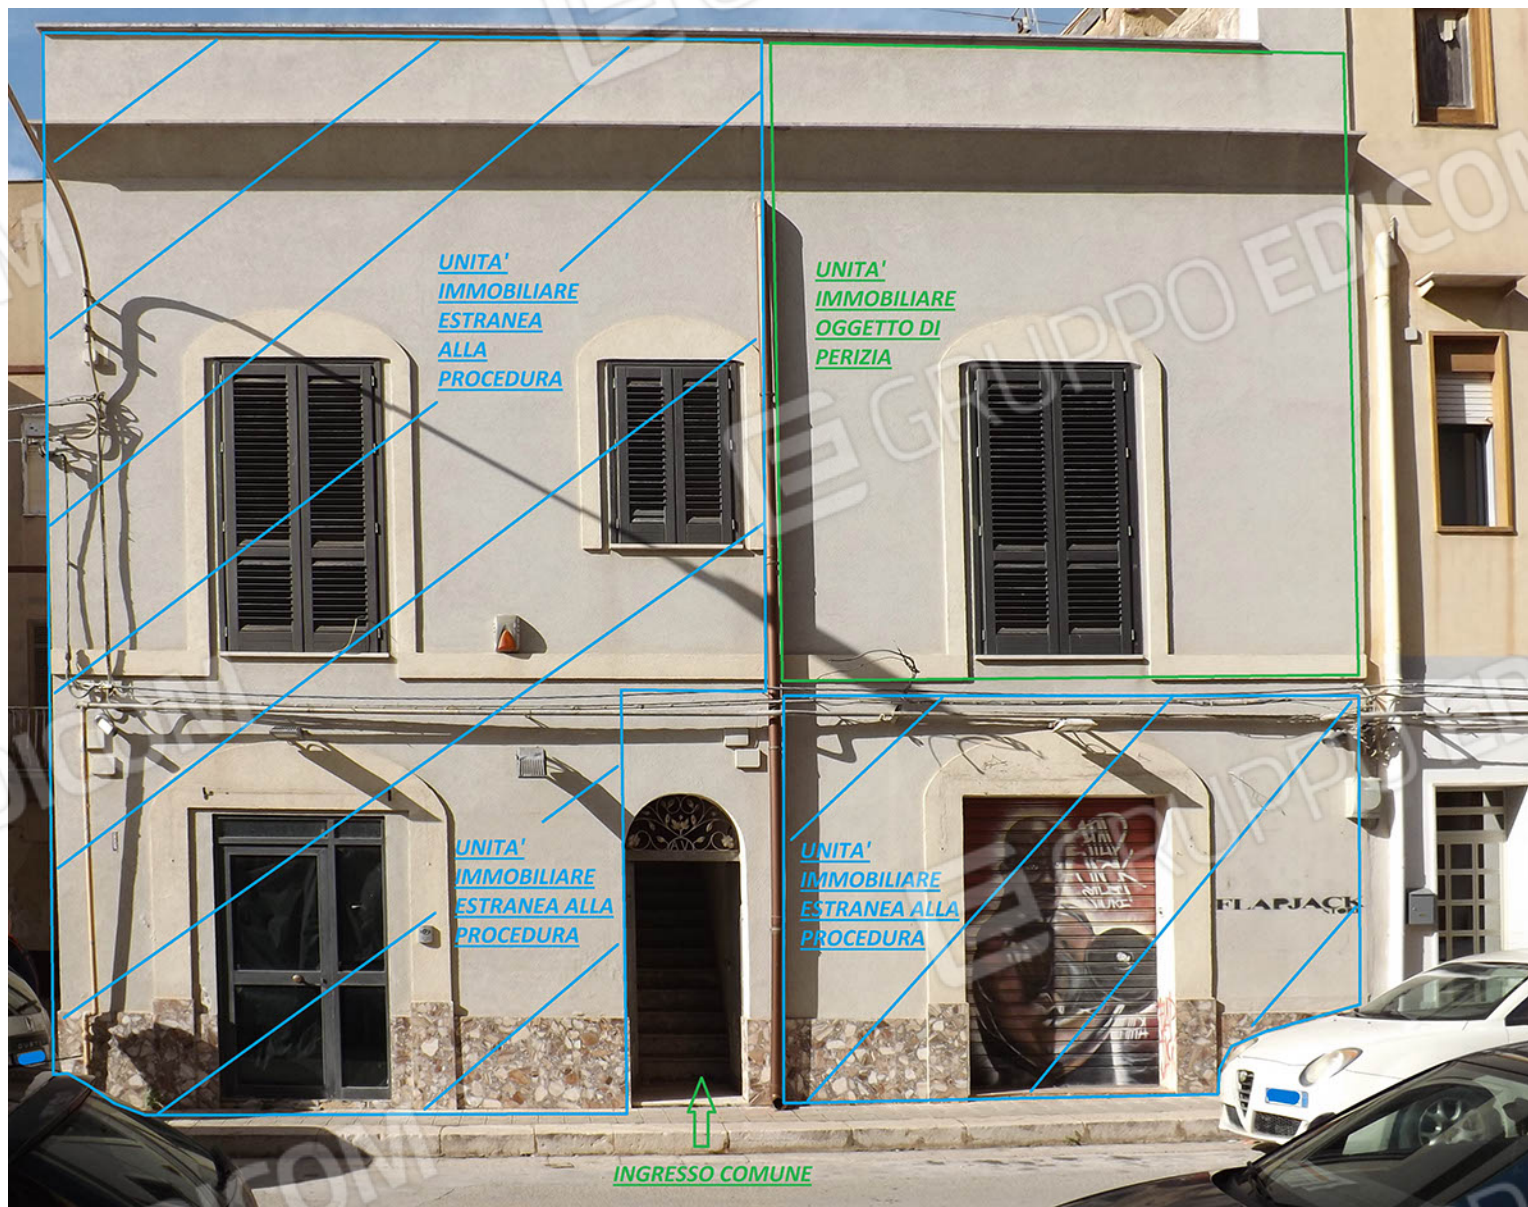 UNITA'
IMMOBILIARE
ESTRANEA
ALLA
PROCEDURA
UNITA'
IMMOBILIARE
OGGETTO DI
PERIZIA
GRUPPO EDICOM
UNITA'
IMMOBILIARE
ESTRANEA ALLA
PROCEDURA
UNITA'
IMMOBILIARE
ESTRANEA ALLA
PROCEDURA
FLAPJACK
INGRESSO COMUNE